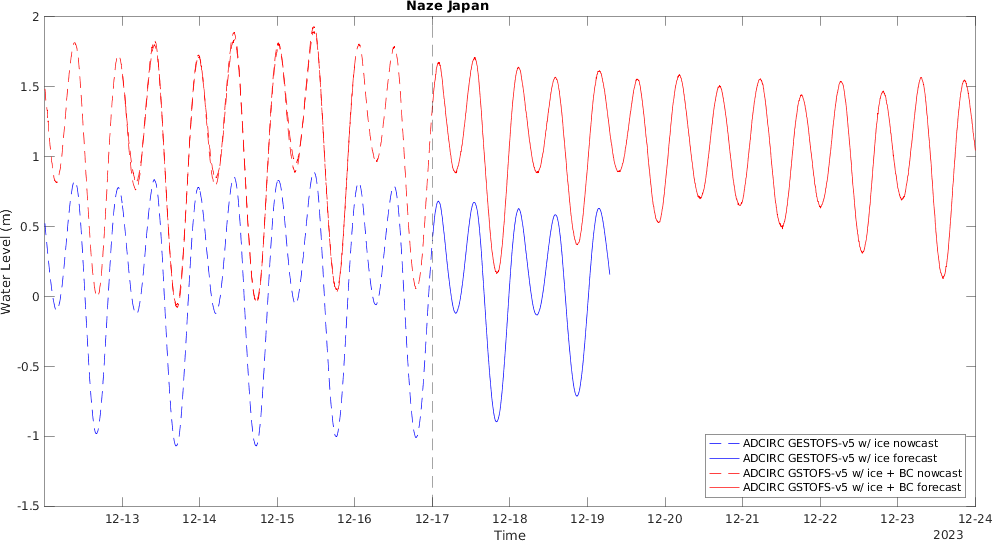 Naze Japan
2
1.5
1
0.5
0
-0.5
-1
-1.5
Water Level (m)
12-13 12-14 12-15 12-16 12-17 12-18 12-19 12-20 12-21 12-22 12-23 12-24
Time
2023
ADCIRC GESTOFS-v5 w/ ice nowcast
ADCIRC GESTOFS-v5 w/ ice forecast
ADCIRC GSTOFS-v5 w/ ice + BC nowcast
ADCIRC GSTOFS-v5 w/ ice + BC forecast